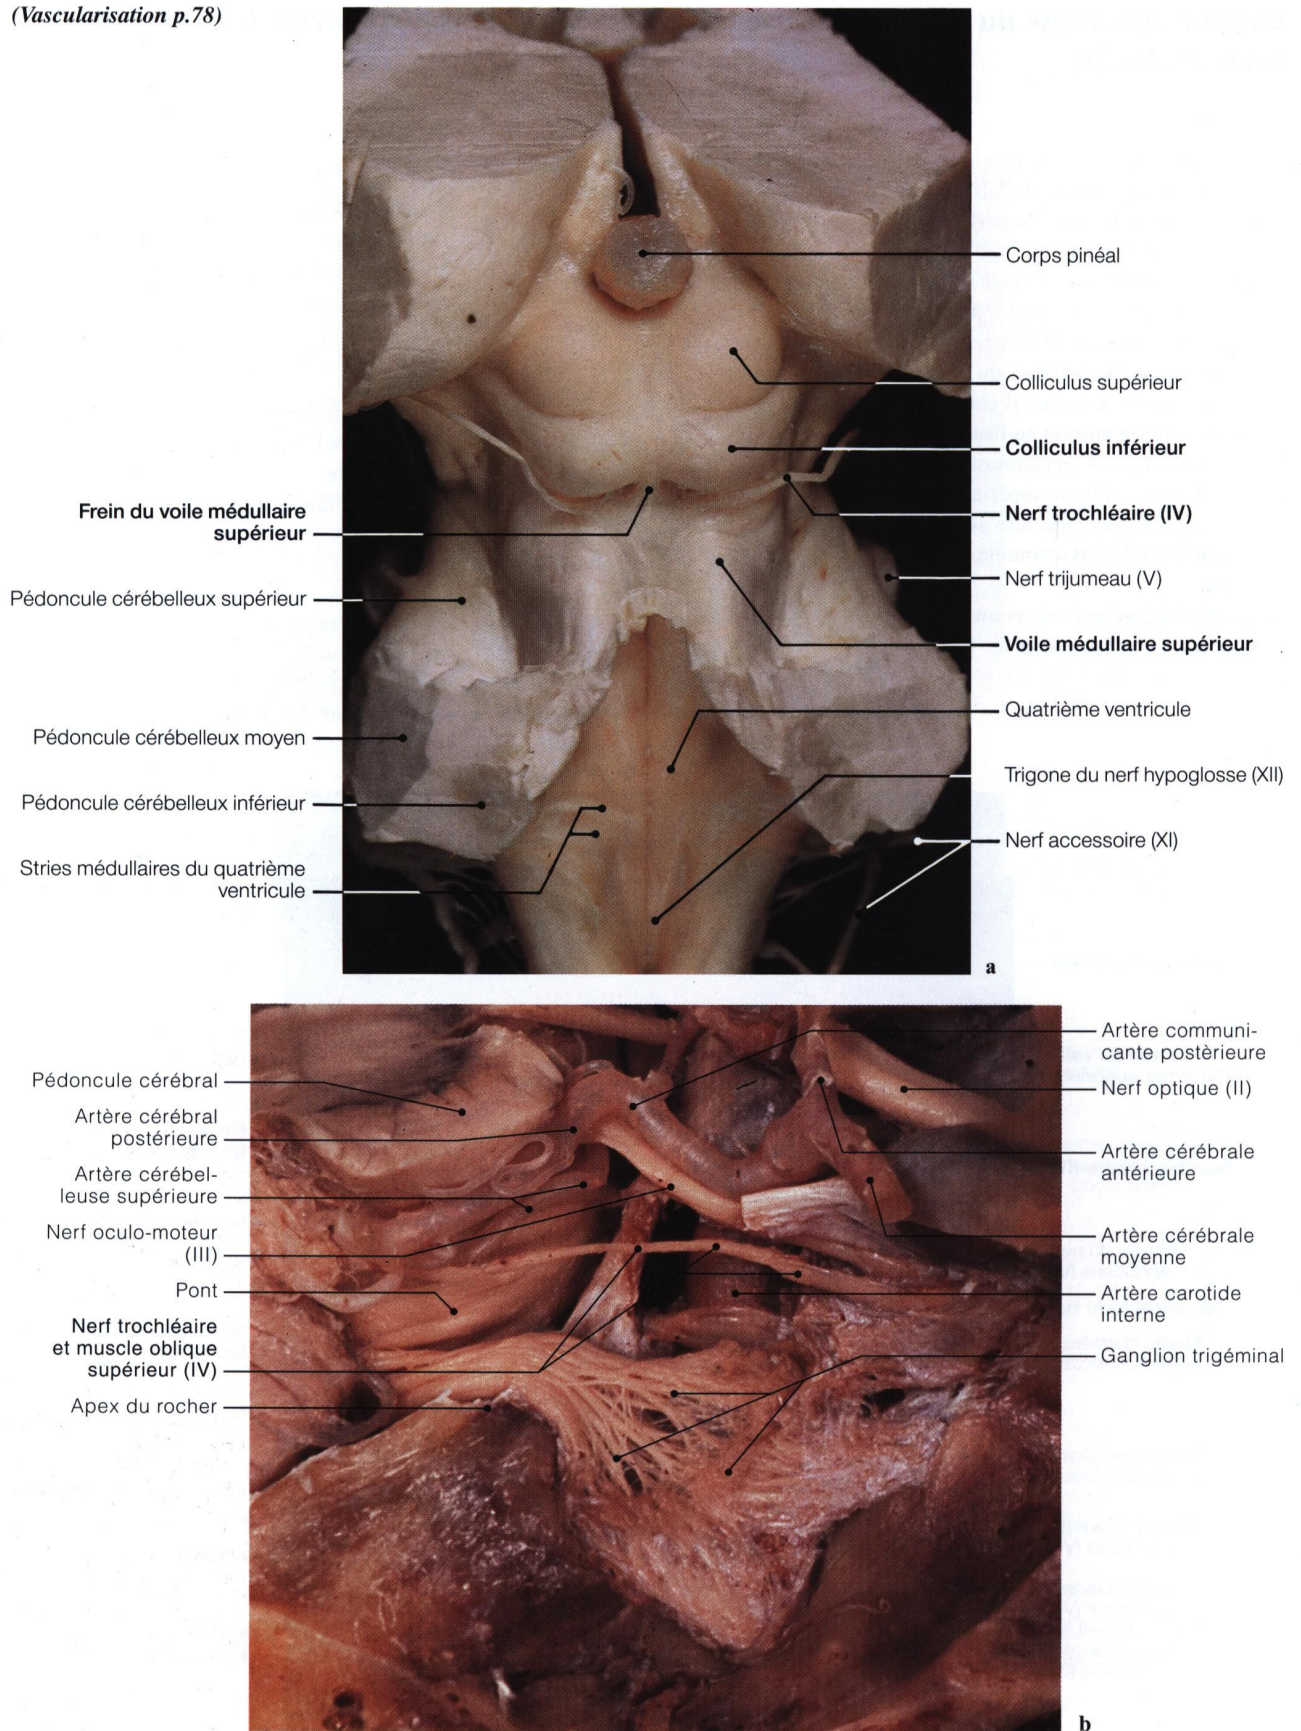 (Vascularisation p.78)
Corps pinéal
Colliculus supérieur
Colliculus inférieur
Frein du voile médullaire
supérieur
Nerf trochléaire (IV)
Nerf trijumeau (V)
Pédoncule cérébelleux supérieur
Voile médullaire supérieur
Quatrième ventricule
Pédoncule cérébelleux moyen
Trigone du nerf hypoglosse (XII)
Pédoncule cérébelleux inférieur
Nerf accessoire (XI)
Stries médullaires du quatrième
ventricule
a
Artère communi-
cante postèrieure
Pédoncule cérébral
Nerf optique (II)
Artère cérébral
postérieure
Artère cérébrale
antérieure
Artère cérébel-
leuse supérieure
Nerf oculo-moteur
(III)
Artère cérébrale
moyenne
Pont
Artère carotide
interne
Nerf trochléaire
et muscle oblique
supérieur (IV)
Ganglion trigéminal
Apex du rocher
b